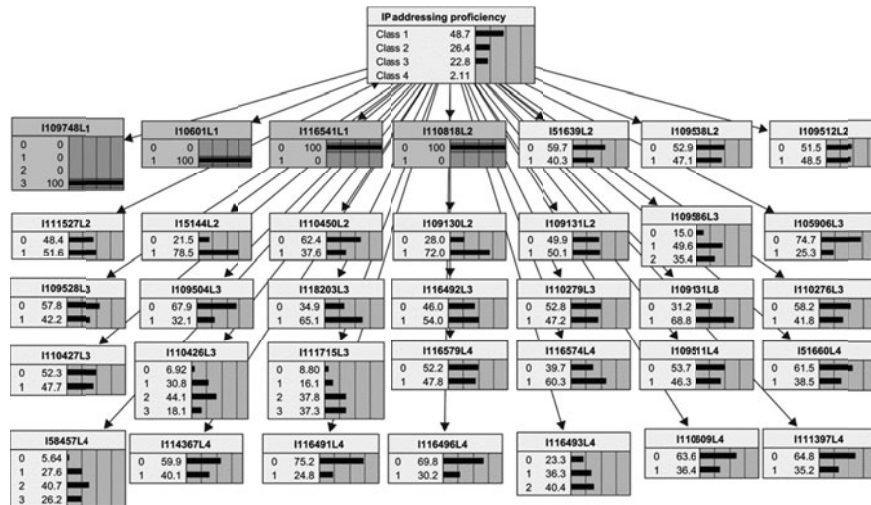 IP addressing proficiency
Class 1 48.7
Class 2 26.4
Class 3 22.8
Class 4 2.11
I109748L1
0 0
1 0
2 0
3 100
I10601L1
0 0
1 100
I116541L1
0 100
1 0
I110818L2
0 100
1 0
I51639L2
0 59.7
1 40.3
I109538L2
0 52.9
1 47.1
I109512L2
0 51.5
1 48.5
I111527L2
0 48.4
1 51.6
I15144L2
0 21.5
1 78.5
I110450L2
0 62.4
1 37.6
I109130L2
0 28.0
1 72.0
I109131L2
0 49.9
1 50.1
I109586L3
0 15.0
1 49.6
2 35.4
I105906L3
0 74.7
1 25.3
I109528L3
0 57.8
1 42.2
I109504L3
0 67.9
1 32.1
I118203L3
0 34.9
1 65.1
I116492L3
0 46.0
1 54.0
I110279L3
0 52.8
1 47.2
I109131L8
0 31.2
1 68.8
I110276L3
0 58.2
1 41.8
I110427L3
0 52.3
1 47.7
I110426L3
0 6.92
1 30.8
2 44.1
3 18.1
I111715L3
0 8.80
1 16.1
2 37.8
3 37.3
I116579L4
0 52.2
1 47.8
I116574L4
0 39.7
1 60.3
I109511L4
0 53.7
1 46.3
I51660L4
0 61.5
1 38.5
I58457L4
0 5.64
1 27.6
2 40.7
3 26.2
I114367L4
0 59.9
1 40.1
I116491L4
0 75.2
1 24.8
I116496L4
0 69.8
1 30.2
I116493L4
0 23.3
1 36.3
2 40.4
I110609L4
0 63.6
1 36.4
I111397L4
0 64.8
1 35.2